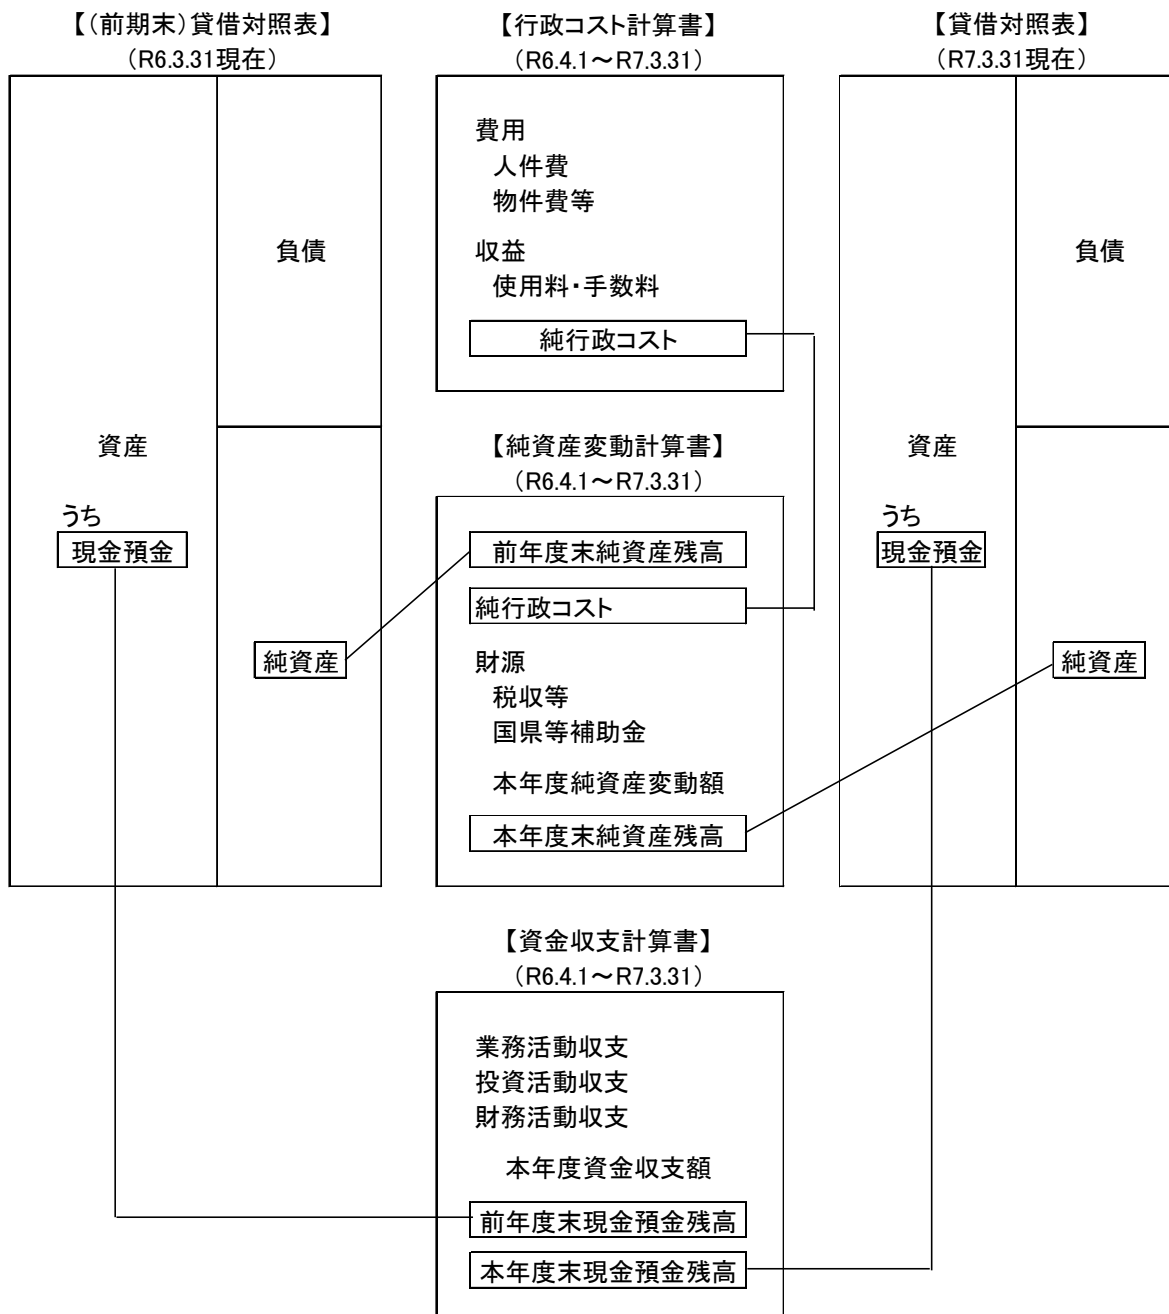 【（前期末）貸借対照表】
（R6.3.31現在）
資産
うち
現金預金
負債
純資産
【行政コスト計算書】
（R6.4.1～R7.3.31）
費用
人件費
物件費等
収益
使用料・手数料
純行政コスト
【純資産変動計算書】
（R6.4.1～R7.3.31）
前年度末純資産残高
純行政コスト
財源
税収等
国県等補助金
本年度純資産変動額
本年度末純資産残高
【資金収支計算書】
（R6.4.1～R7.3.31）
業務活動収支
投資活動収支
財務活動収支
本年度資金収支額
前年度末現金預金残高
本年度末現金預金残高
【貸借対照表】
（R7.3.31現在）
資産
うち
現金預金
負債
純資産